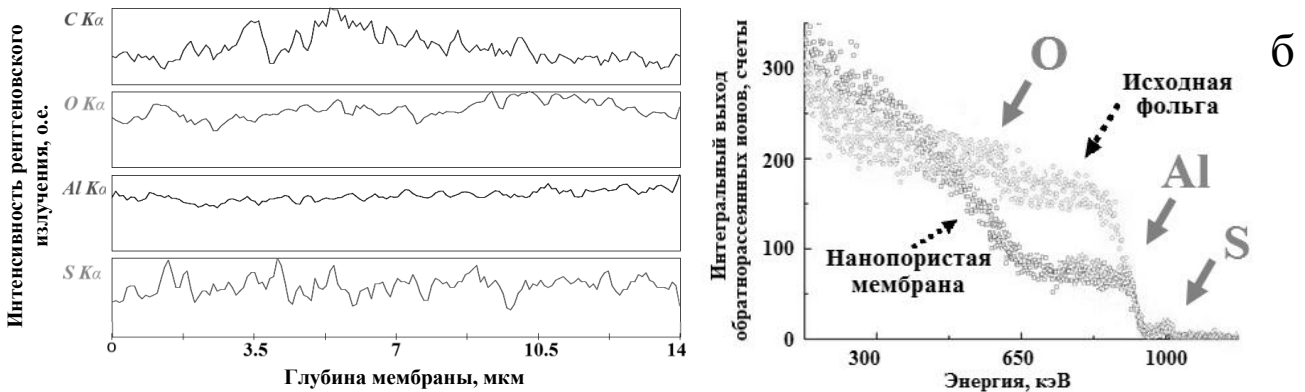 Интенсивность рентгеновского
излучения, о.е.
C Kα
O Kα
Al Kα
S Kα
0 3.5 7 10.5 14
Глубина мембраны, мкм
б
Интегральный выход
обратнорассеянных ионов, счеты
300
200
100
0
O
Исходная
фольга
Al
S
Нанопористая
мембрана
300 650 1000
Энергия, кэВ